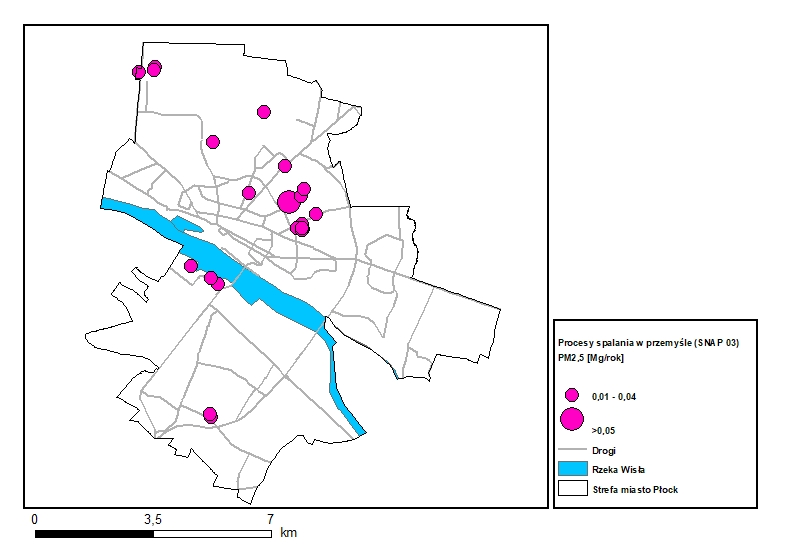 Procesy spalania w przemyśle (SNAP 03)
PM2,5 [Mg/rok]
0,01 - 0,04
>0,05
Drogi
Rzeka Wisła
Strefa miasto Płock
0 3,5 7
km